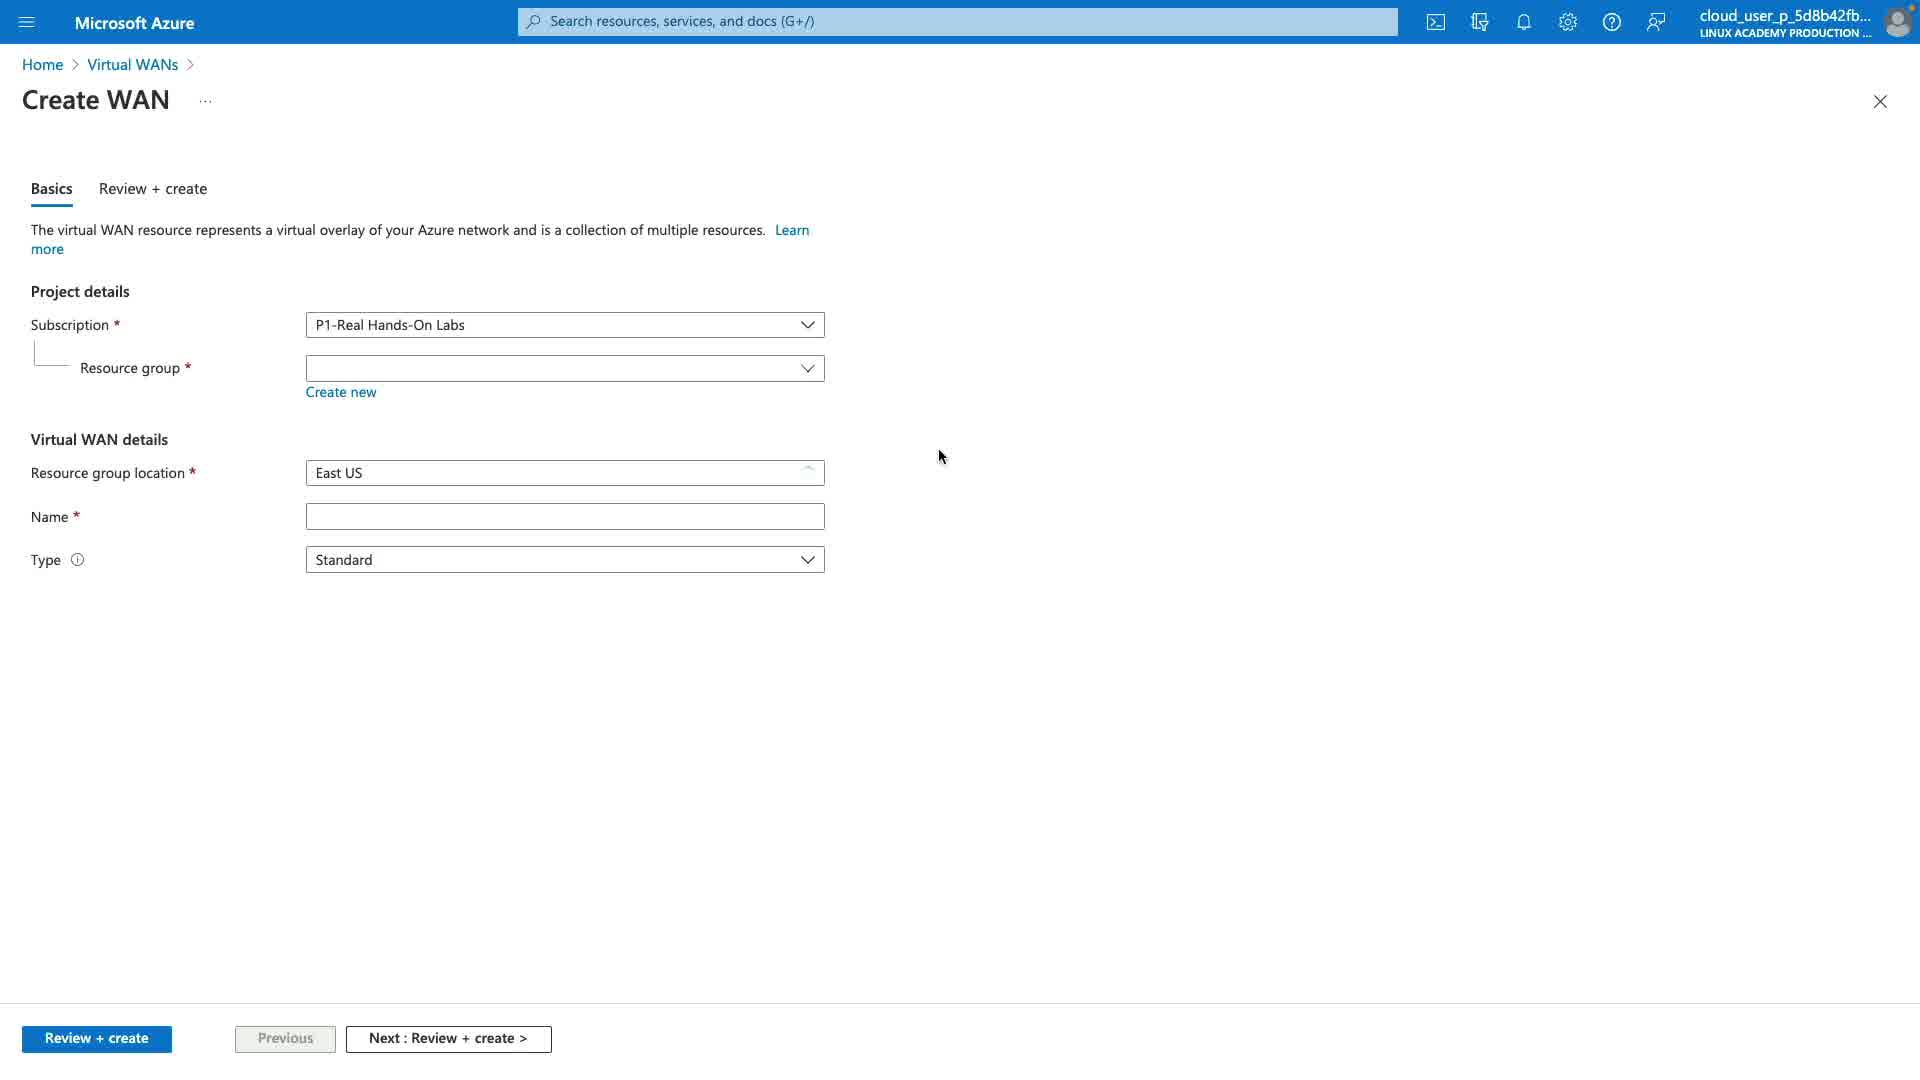 Microsoft Azure
Search resources, services, and docs (G+/)
cloud_user_p_5d8b42fb...
LINUX ACADEMY PRODUCTION ...
Home > Virtual WANs >
Create WAN ...
Basics
Review + create
The virtual WAN resource represents a virtual overlay of your Azure network and is a collection of multiple resources. Learn
more
Project details
Subscription *
P1-Real Hands-On Labs
Resource group *
Create new
Virtual WAN details
Resource group location *
East US
Name *
Type
Standard
Review + create
Previous
Next : Review + create >